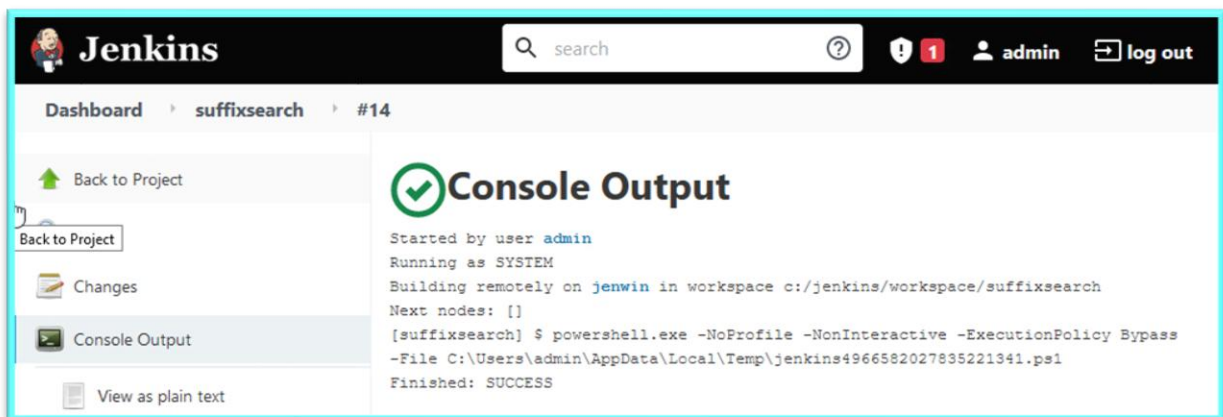 Jenkins
search
1
admin
log out
Dashboard
suffixsearch
#14
Back to Project
Back to Project
Changes
Console Output
View as plain text
Console Output
Started by user admin
Running as SYSTEM
Building remotely on jenwin in workspace c:/jenkins/workspace/suffixsearch
Next nodes: []
[suffixsearch] $ powershell.exe -NoProfile -NonInteractive -ExecutionPolicy Bypass
-File C:\Users\admin\AppData\Local\Temp\jenkins4966582027835221341.ps1
Finished: SUCCESS